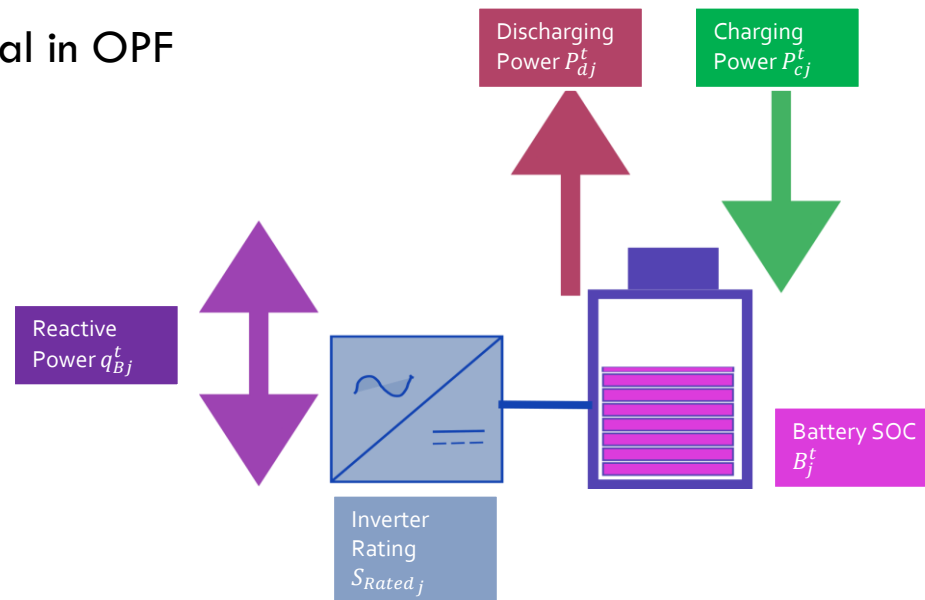 al in OPF
Discharging
Power $P_{dj}^{t}$
Charging
Power $P_{cj}^{t}$
Reactive
Power $q_{Bj}^{t}$
Battery SOC
$B_{j}^{t}$
Inverter
Rating
$S_{Rated\,j}$